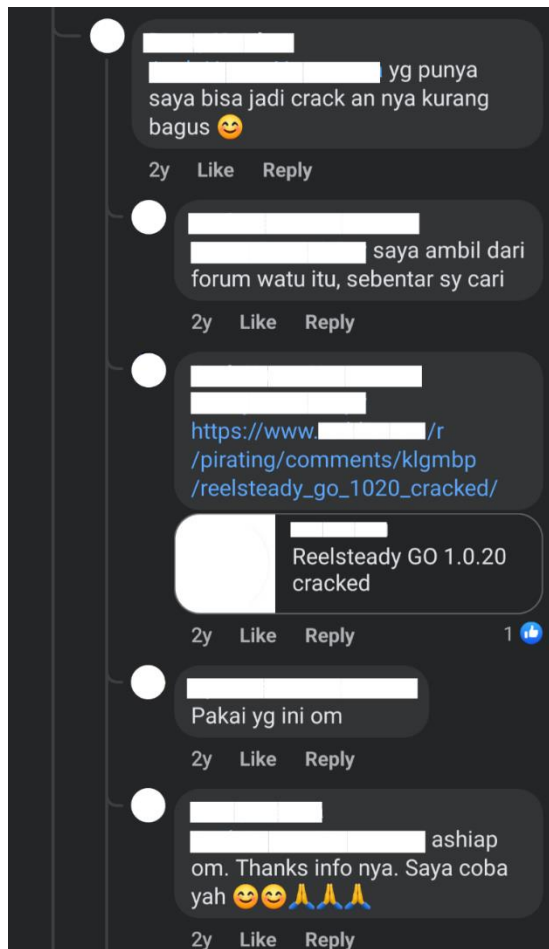 yg punya
saya bisa jadi crack an nya kurang
bagus 😊
2y Like Reply
saya ambil dari
forum watu itu, sebentar sy cari
2y Like Reply
https://www. /r
/pirating/comments/klgmbp
/reelsteady_go_1020_cracked/
Reelsteady GO 1.0.20
cracked
2y Like Reply 1
Pakai yg ini om
2y Like Reply
ashiap
om. Thanks info nya. Saya coba
yah 😊😊🙏🙏🙏
2y Like Reply